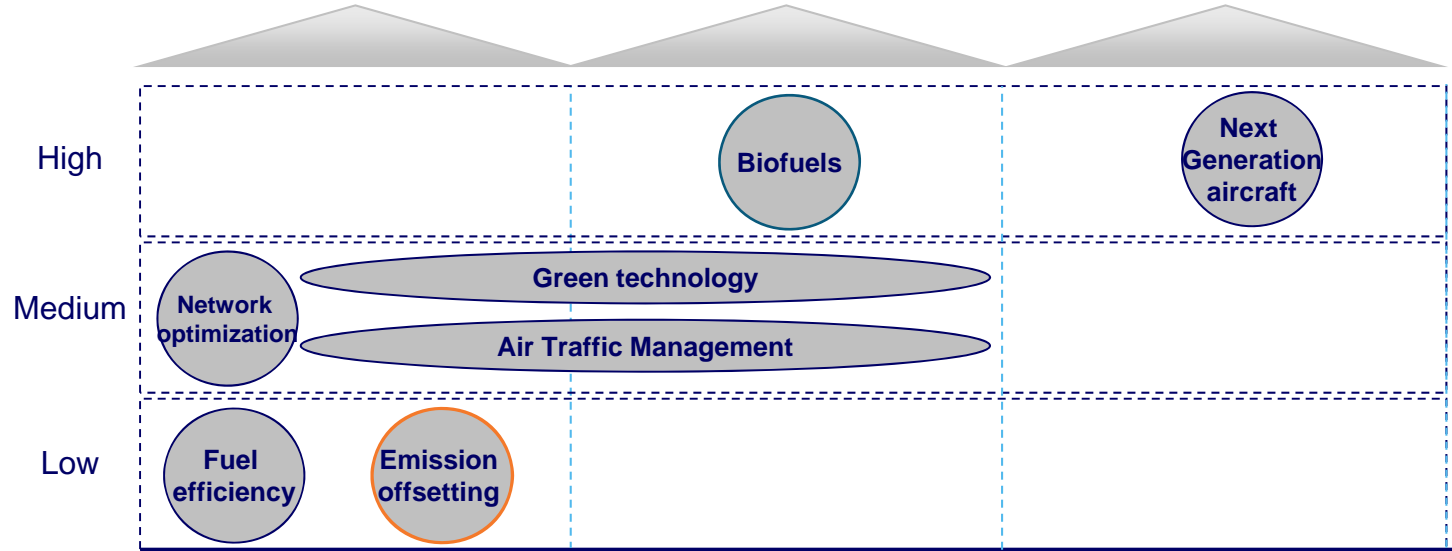 High
Biofuels
Next
Generation
aircraft
Medium
Network
optimization
Green technology
Air Traffic Management
Low
Fuel
efficiency
Emission
offsetting